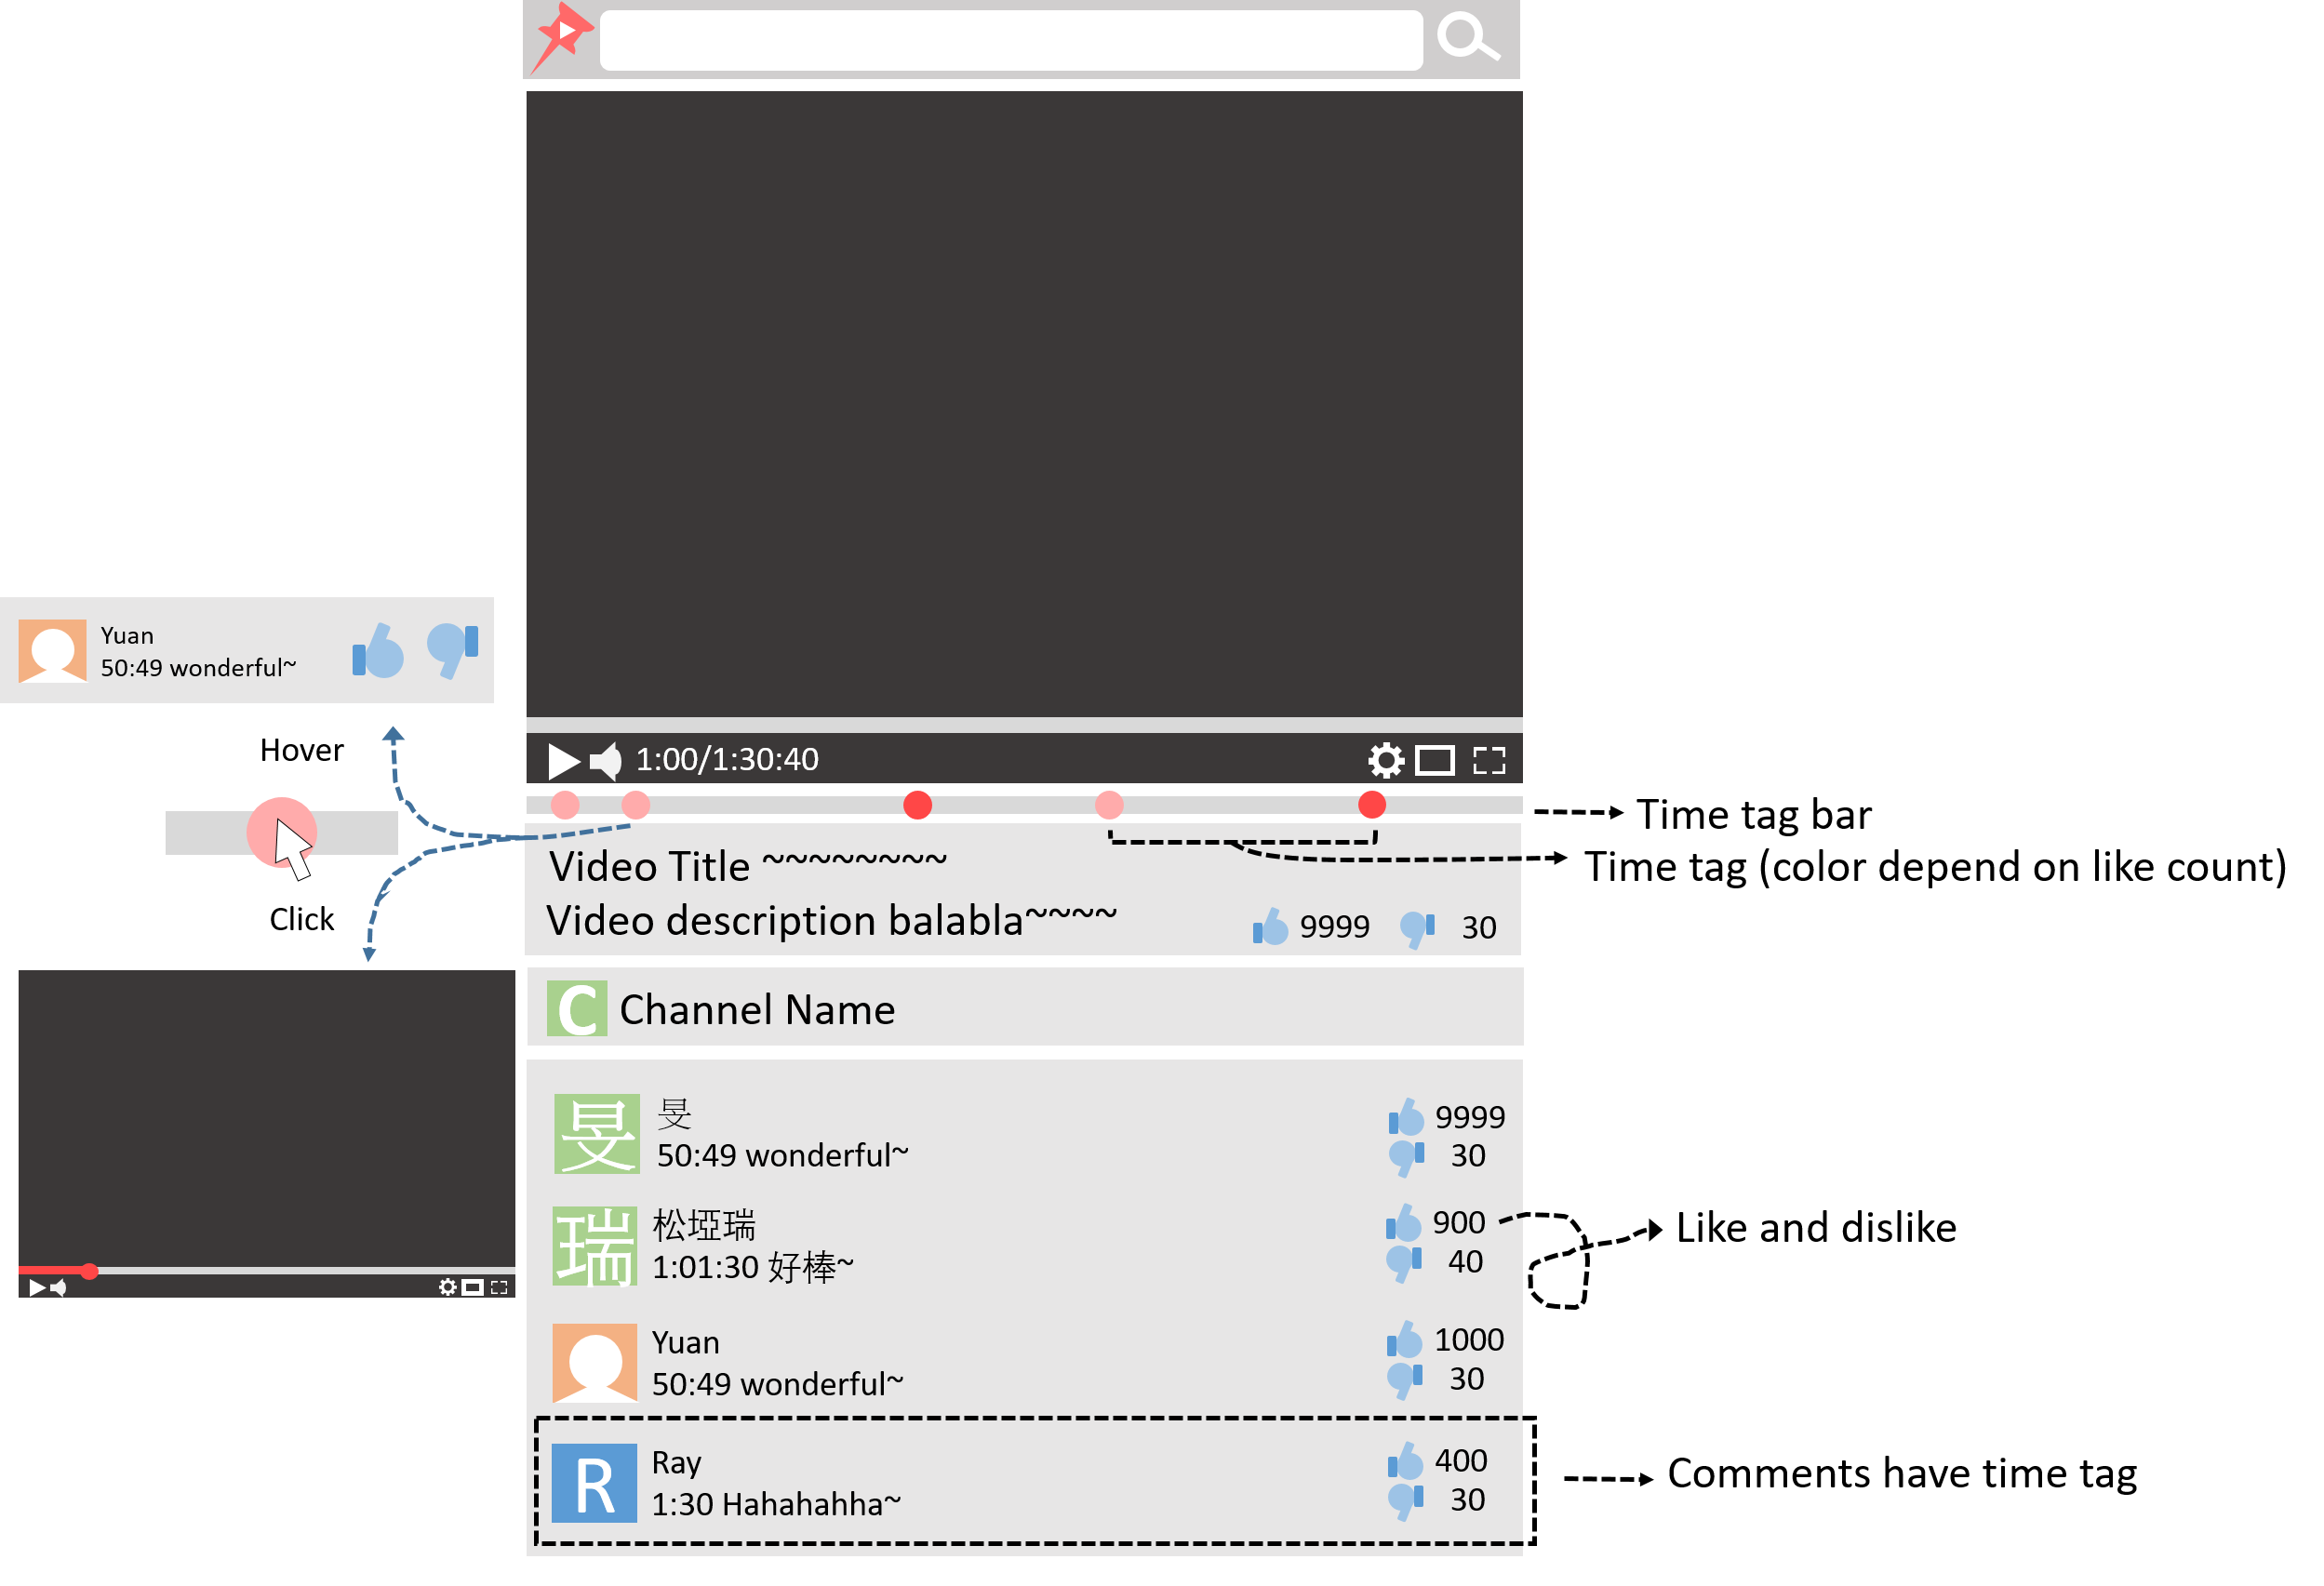 Yuan
50:49 wonderful~
Hover
Click
1:00/1:30:40
Time tag bar
Time tag (color depend on like count)
Video Title ~~~~~~~~
Video description balabla~~~~
9999
30
C
Channel Name
旻
旻
9999
50:49 wonderful~
30
瑞
松埡瑞
900
1:01:30 好棒~
40
Like and dislike
Yuan
1000
50:49 wonderful~
30
R
Ray
400
1:30 Hahahahha~
30
Comments have time tag